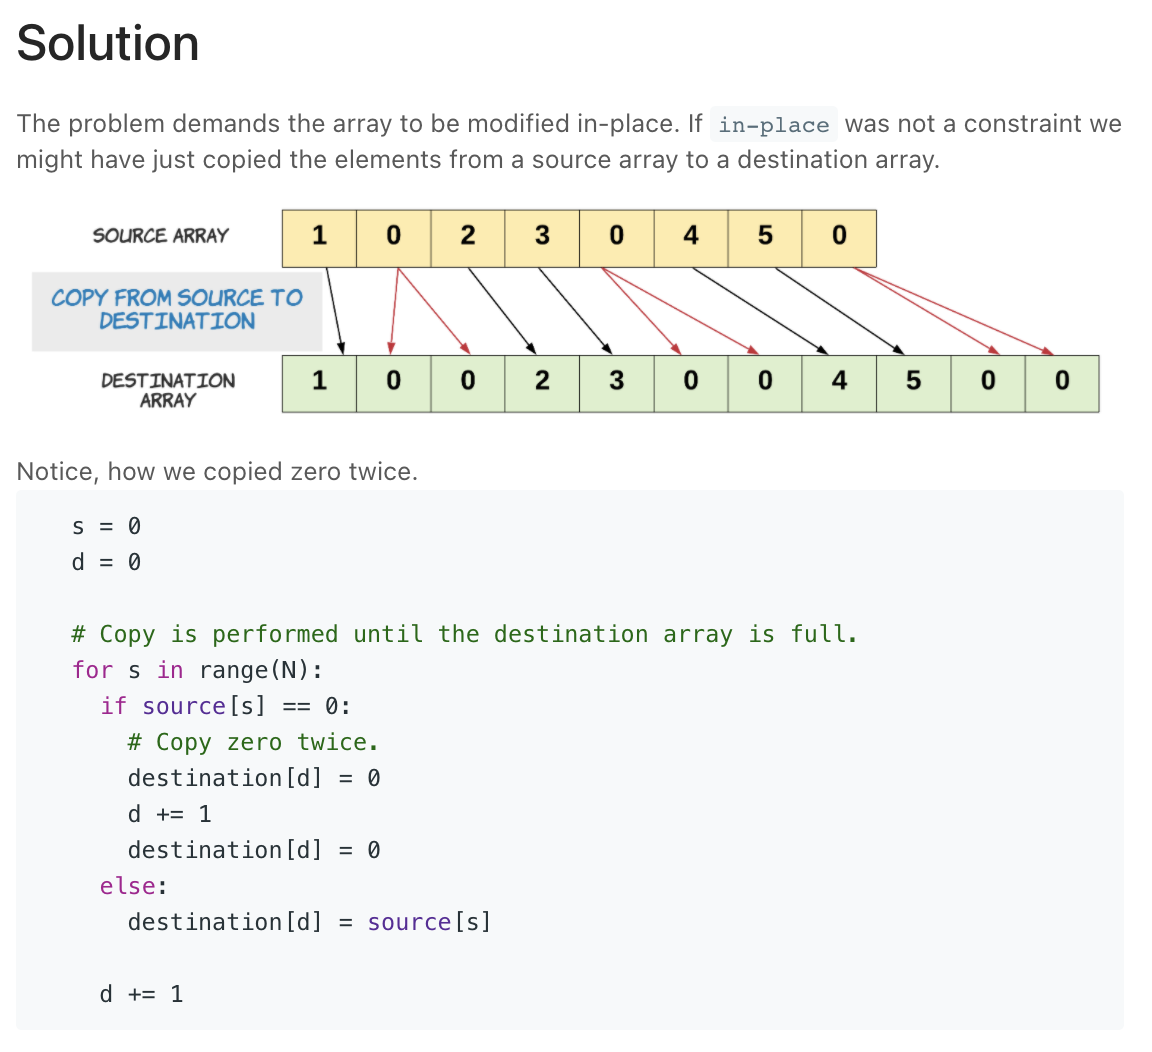 Solution
The problem demands the array to be modified in-place. If in-place was not a constraint we
might have just copied the elements from a source array to a destination array.
SOURCE ARRAY 1 0 2 3 0 4 5 0
COPY FROM SOURCE TO
DESTINATION
DESTINATION
ARRAY
1 0 0 2 3 0 0 4 5 0 0
Notice, how we copied zero twice.
s = 0
d = 0
# Copy is performed until the destination array is full.
for s in range(N):
  if source[s] == 0:
    # Copy zero twice.
    destination[d] = 0
    d += 1
    destination[d] = 0
  else:
    destination[d] = source[s]
  d += 1